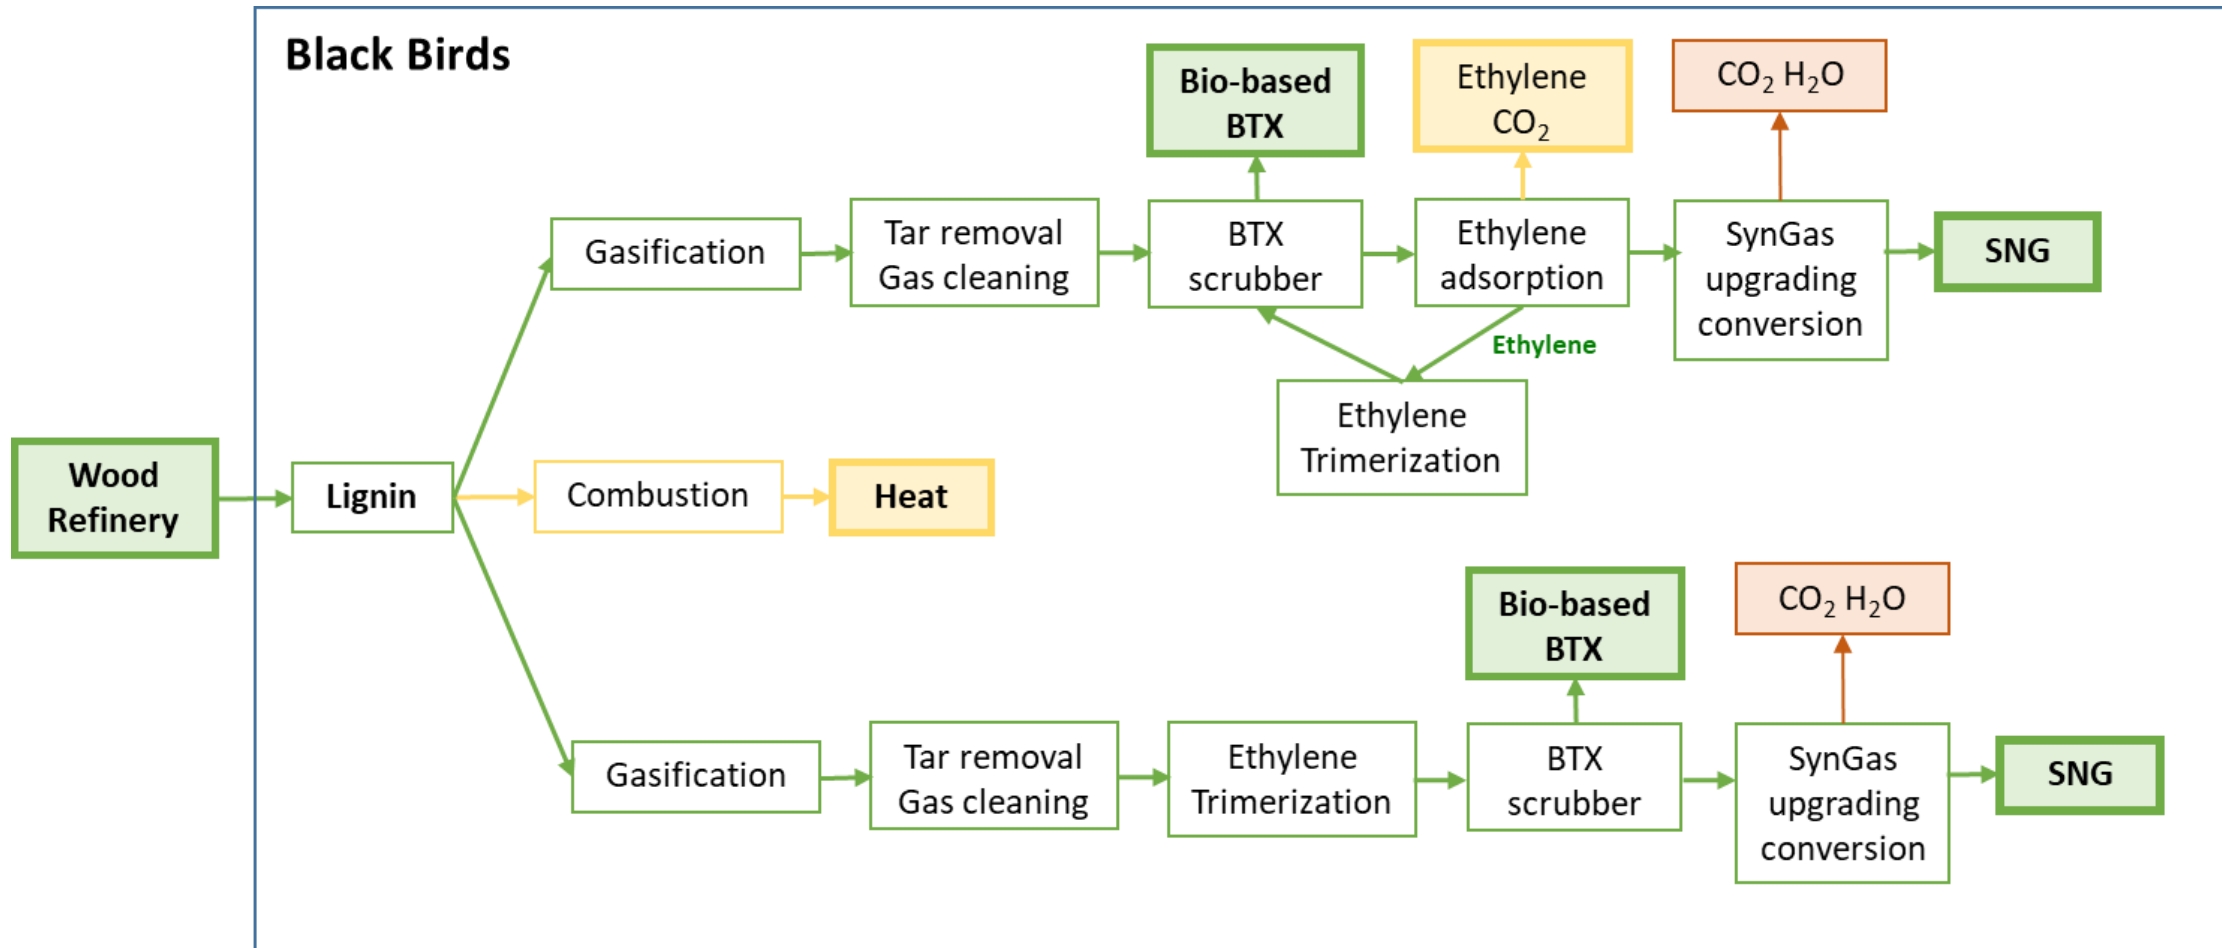 Black Birds
Bio-based
BTX
Ethylene
CO₂
CO₂ H₂O
Gasification
Tar removal
Gas cleaning
BTX
scrubber
Ethylene
adsorption
SynGas
upgrading
conversion
SNG
Ethylene
Ethylene
Trimerization
Wood
Refinery
Lignin
Combustion
Heat
Bio-based
BTX
CO₂ H₂O
Gasification
Tar removal
Gas cleaning
Ethylene
Trimerization
BTX
scrubber
SynGas
upgrading
conversion
SNG